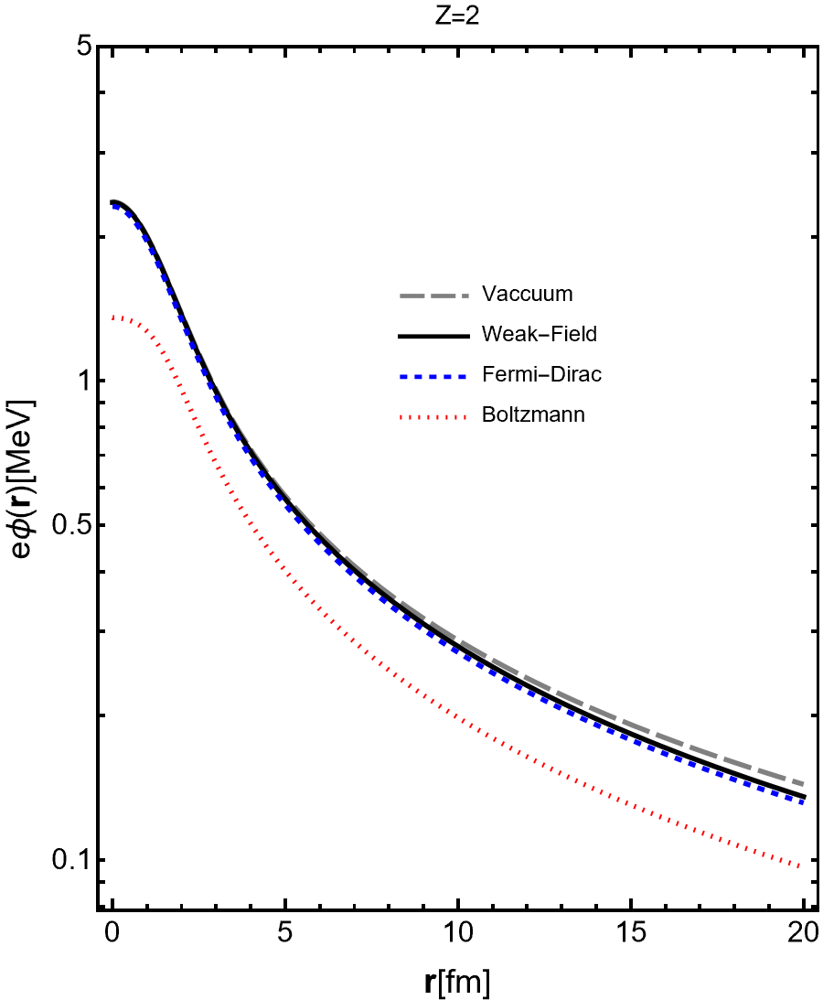 Z=2
5
1
0.5
0.1
eϕ(r)[MeV]
Vaccuum
Weak–Field
Fermi–Dirac
Boltzmann
0 5 10 15 20
r[fm]